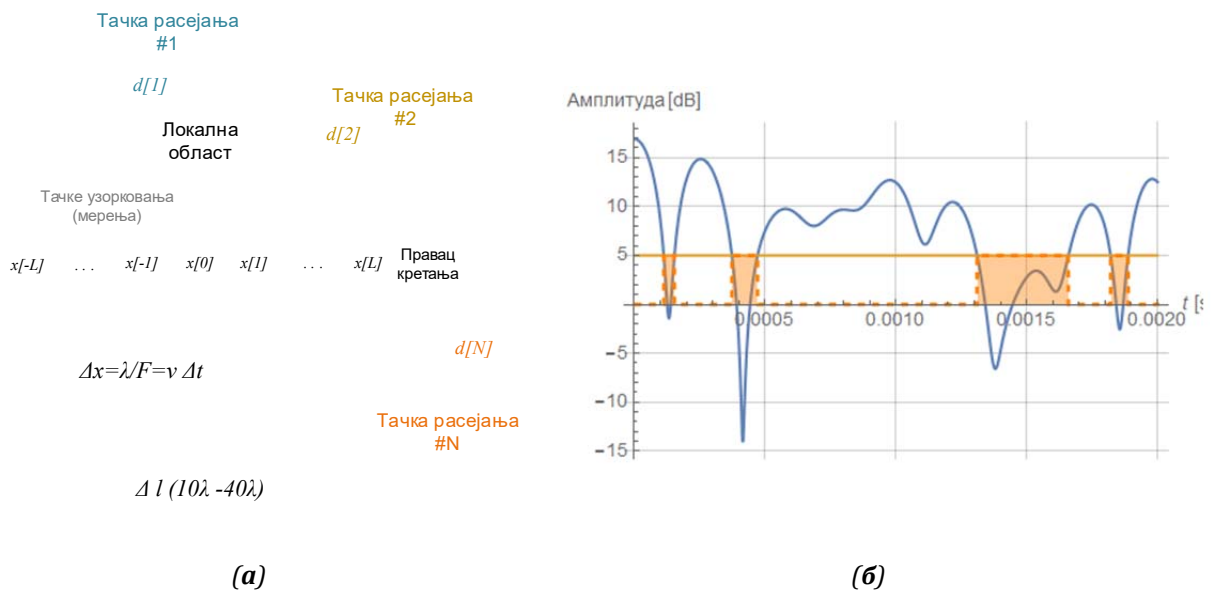 Тачка расејања
#1
d[1]
Тачка расејања
#2
d[2]
Локална
област
Тачке узорковања
(мерења)
x[-L] . . . x[-1] x[0] x[1] . . . x[L]
Правац
кретања
d[N]
Δx=λ/F=v Δt
Тачка расејања
#N
Δ l (10λ -40λ)
(а)
Амплитуда [dB]
15
10
5
0.0005 0.0010 0.0015 0.0020
t [s
−5
−10
−15
(б)